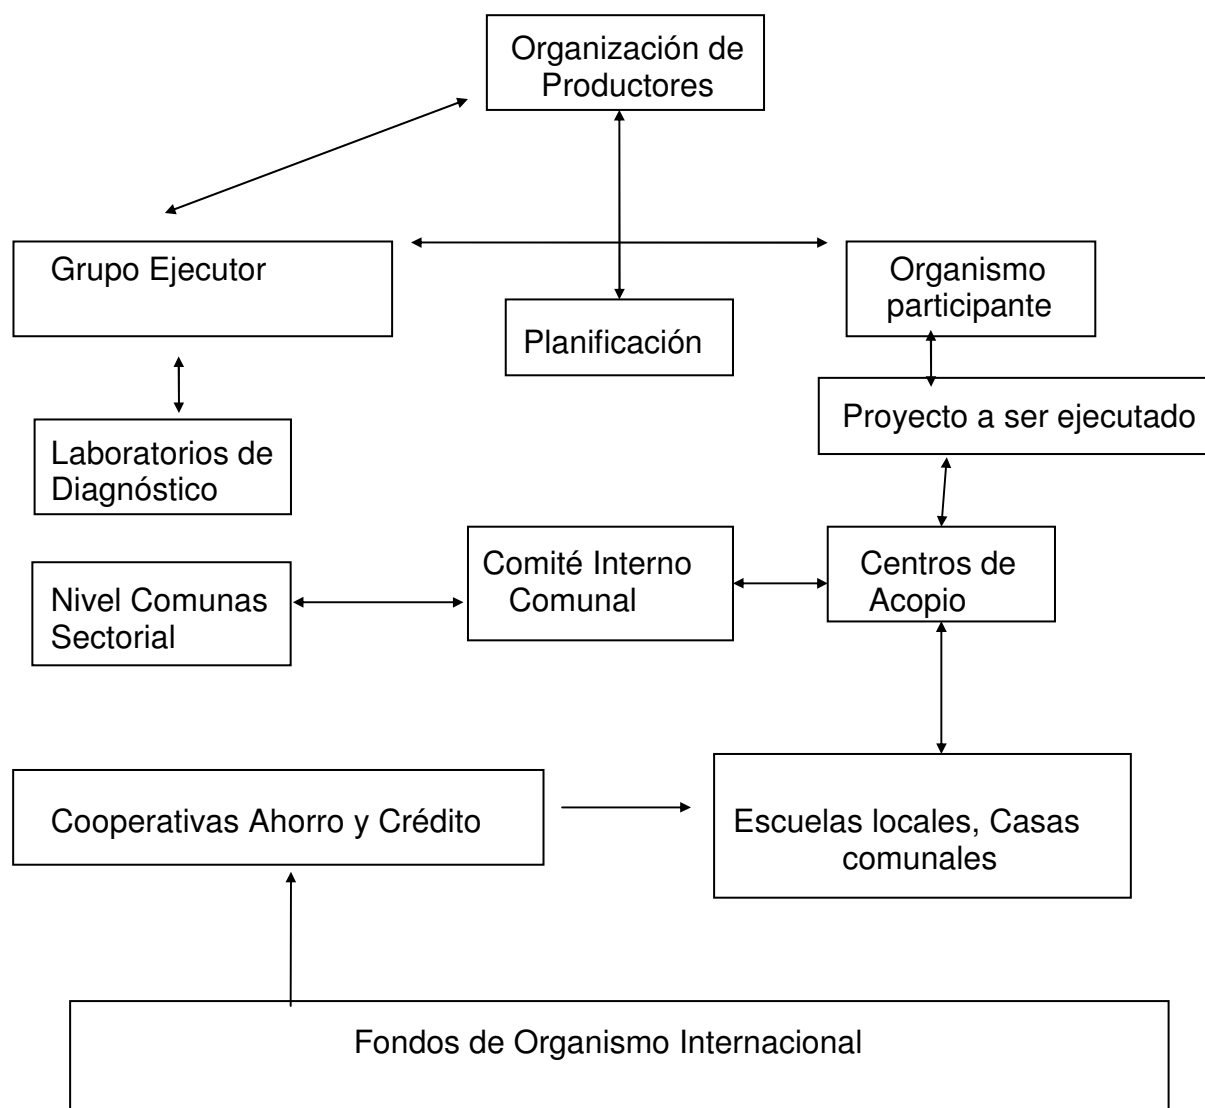 Organización de
Productores
Grupo Ejecutor
Organismo
participante
Planificación
Proyecto a ser ejecutado
Laboratorios de
Diagnóstico
Comité Interno
Comunal
Centros de
Acopio
Nivel Comunas
Sectorial
Cooperativas Ahorro y Crédito
Escuelas locales, Casas
comunales
Fondos de Organismo Internacional